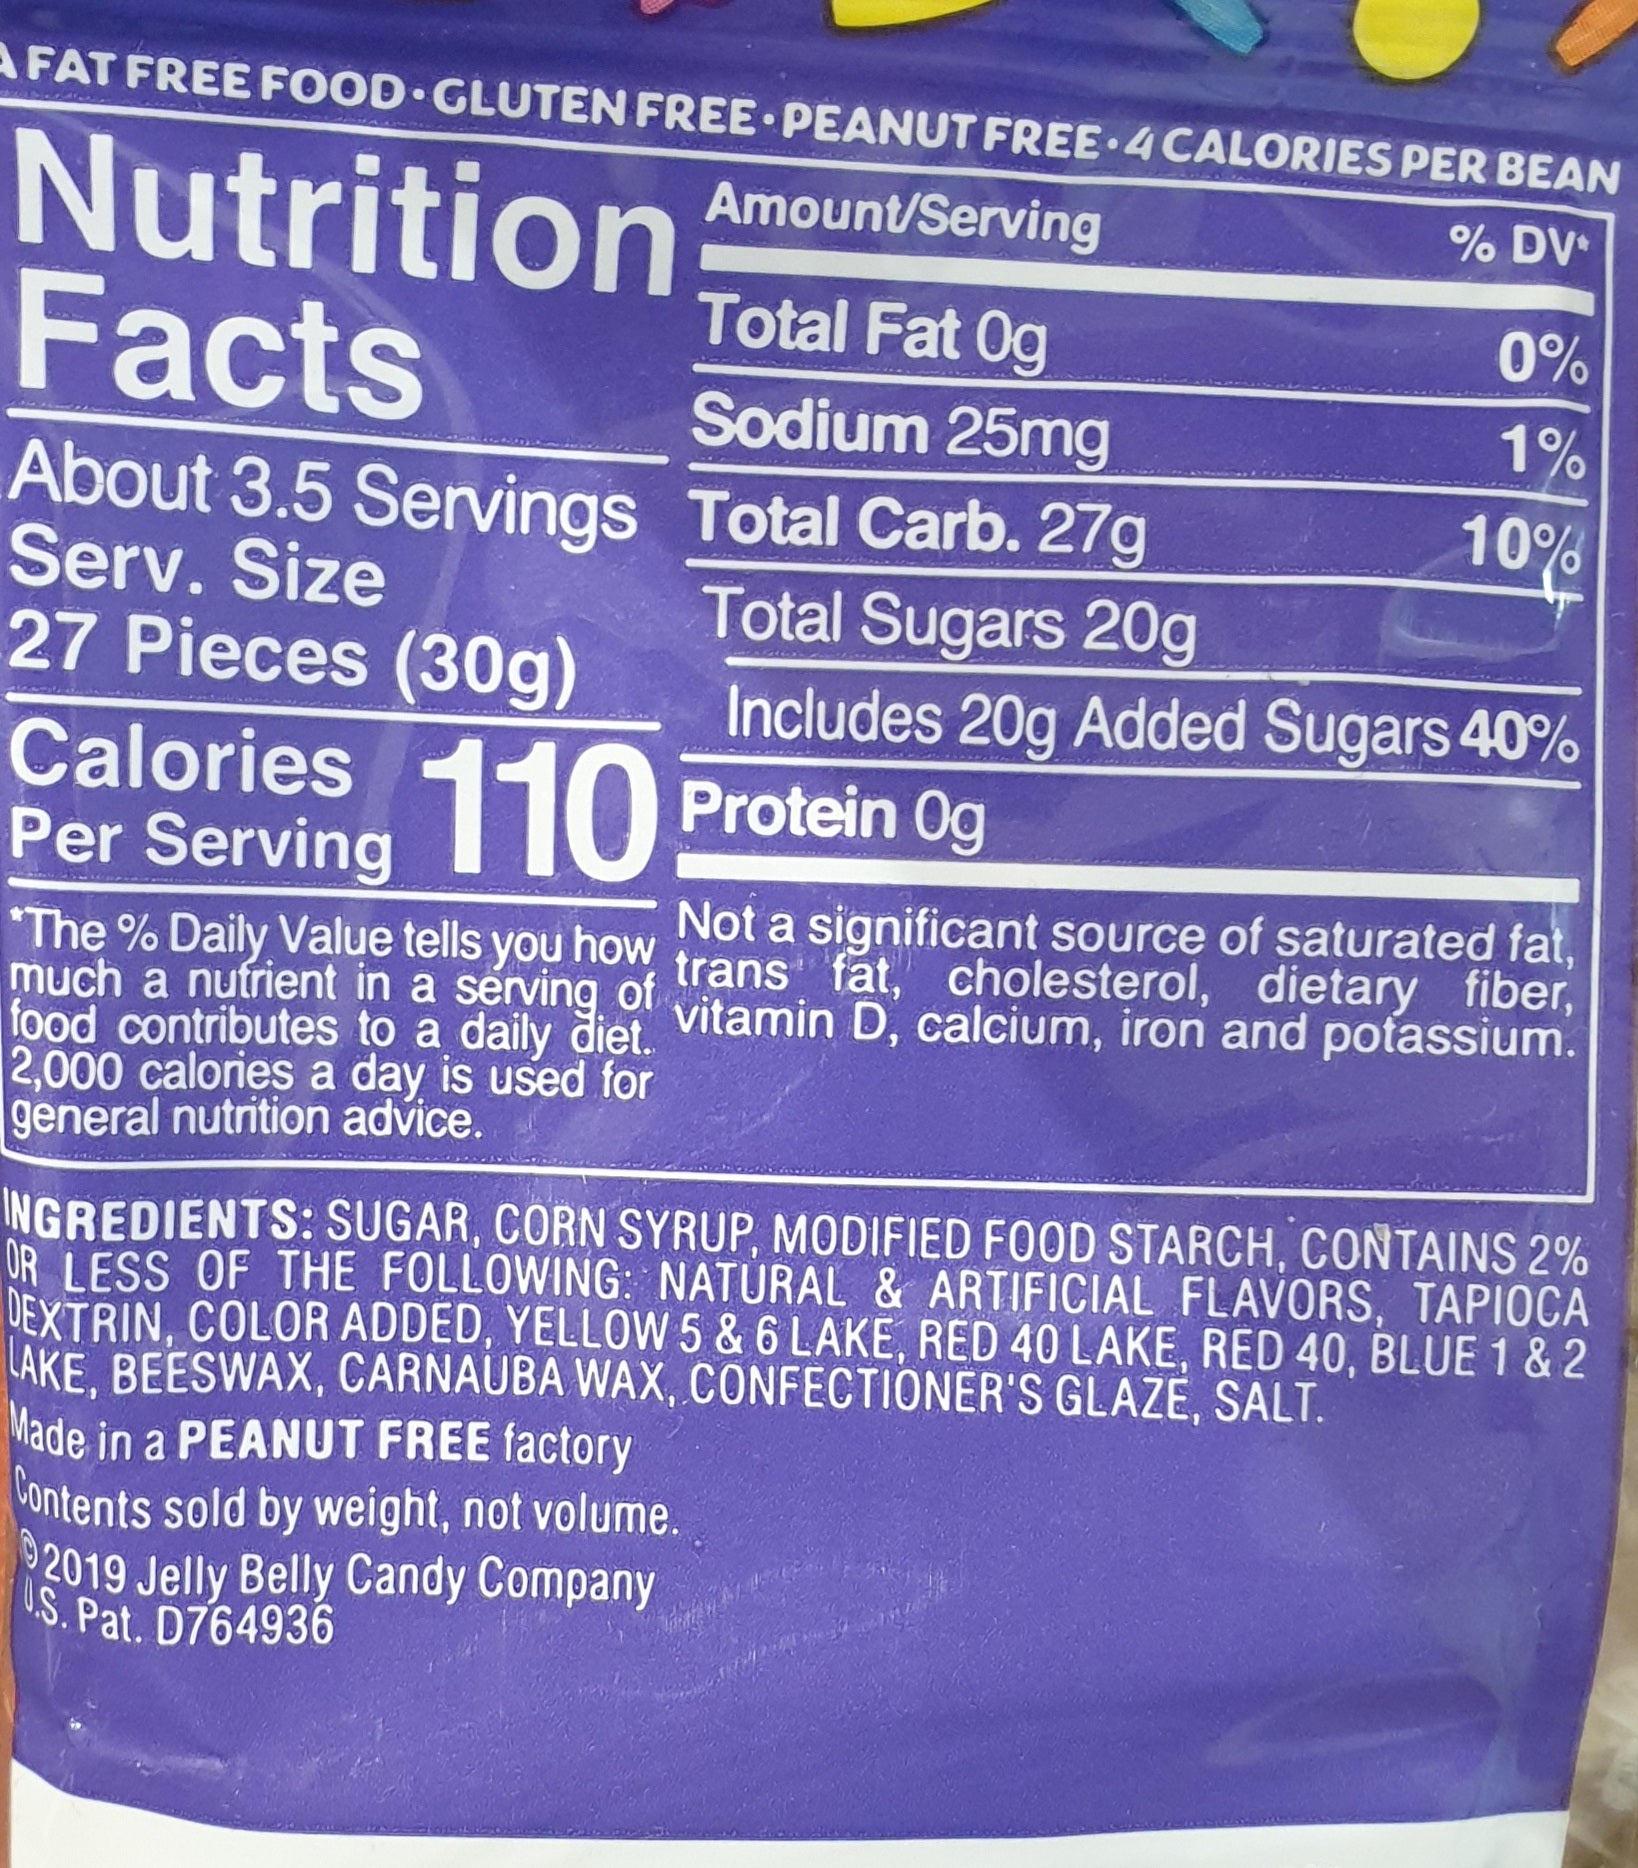 A FAT FREE FOOD • GLUTEN FREE • PEANUT FREE • 4 CALORIES PER BEAN
Nutrition
Facts
About 3.5 Servings
Serv. Size
27 Pieces (30g)
Calories
Per Serving 110
*The % Daily Value tells you how
much a nutrient in a serving of
food contributes to a daily diet.
2,000 calories a day is used for
general nutrition advice.
Amount/Serving % DV*
Total Fat 0g 0%
Sodium 25mg 1%
Total Carb. 27g 10%
Total Sugars 20g
Includes 20g Added Sugars 40%
Protein 0g
Not a significant source of saturated fat,
trans fat, cholesterol, dietary fiber,
vitamin D, calcium, iron and potassium.
INGREDIENTS: SUGAR, CORN SYRUP, MODIFIED FOOD STARCH, CONTAINS 2%
OR LESS OF THE FOLLOWING: NATURAL & ARTIFICIAL FLAVORS, TAPIOCA
DEXTRIN, COLOR ADDED, YELLOW 5 & 6 LAKE, RED 40 LAKE, RED 40, BLUE 1 & 2
LAKE, BEESWAX, CARNAUBA WAX, CONFECTIONER'S GLAZE, SALT.
Made in a PEANUT FREE factory
Contents sold by weight, not volume.
©2019 Jelly Belly Candy Company
U.S. Pat. D764936